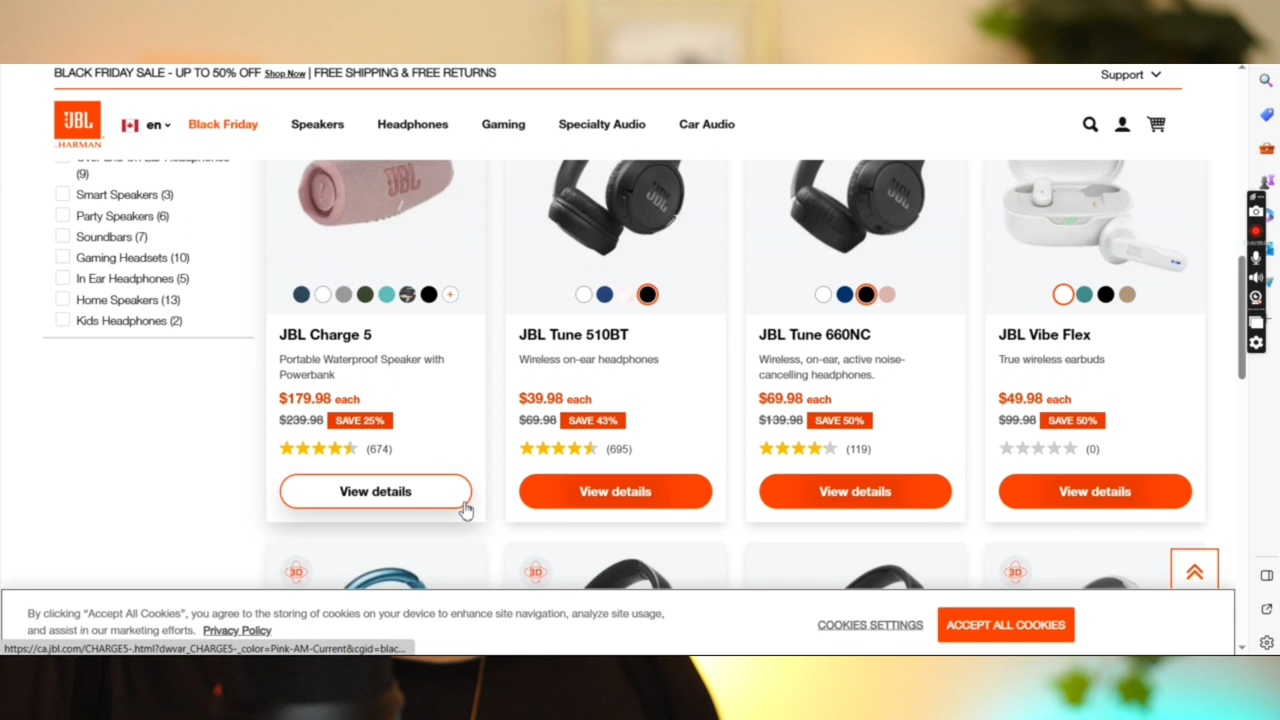 BLACK FRIDAY SALE - UP TO 50% OFF Shop Now | FREE SHIPPING & FREE RETURNS
Support
JBL
HARMAN
en
Black Friday
Speakers
Headphones
Gaming
Specialty Audio
Car Audio
(9)
Smart Speakers (3)
Party Speakers (6)
Soundbars (7)
Gaming Headsets (10)
In Ear Headphones (5)
Home Speakers (13)
Kids Headphones (2)
JBL
JBL
JBL
JBL Charge 5
Portable Waterproof Speaker with
Powerbank
$179.98 each
$239.98 SAVE 25%
(674)
View details
JBL Tune 510BT
Wireless on-ear headphones
$39.98 each
$69.98 SAVE 43%
(695)
View details
JBL Tune 660NC
Wireless, on-ear, active noise-
cancelling headphones.
$69.98 each
$139.98 SAVE 50%
(119)
View details
JBL Vibe Flex
True wireless earbuds
$49.98 each
$99.98 SAVE 50%
(0)
View details
3D
3D
3D
By clicking “Accept All Cookies”, you agree to the storing of cookies on your device to enhance site navigation, analyze site usage,
and assist in our marketing efforts. Privacy Policy
COOKIES SETTINGS
ACCEPT ALL COOKIES
https://ca.jbl.com/CHARGE5-.html?dwvar_CHARGE5-_color=Pink-AM-Current&cgid=blac...